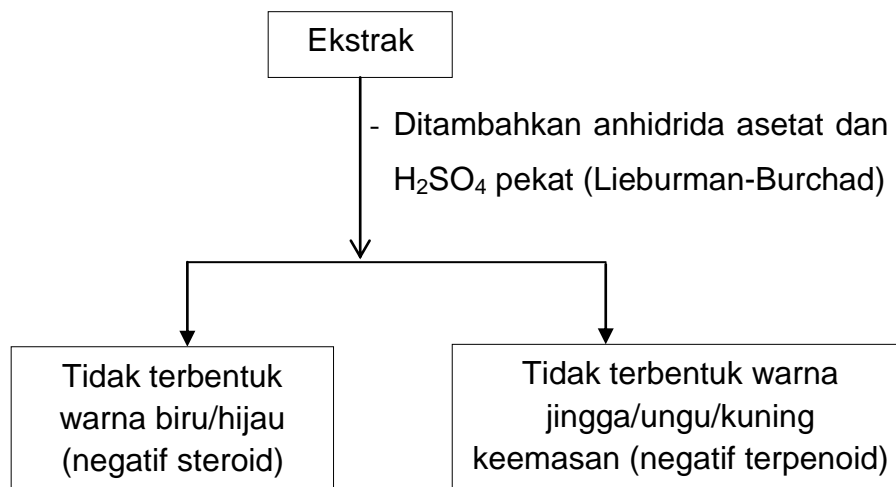 Ekstrak
- Ditambahkan anhidrida asetat dan
H₂SO₄ pekat (Lieburman-Burchad)
Tidak terbentuk
warna biru/hijau
(negatif steroid)
Tidak terbentuk warna
jingga/ungu/kuning
keemasan (negatif terpenoid)